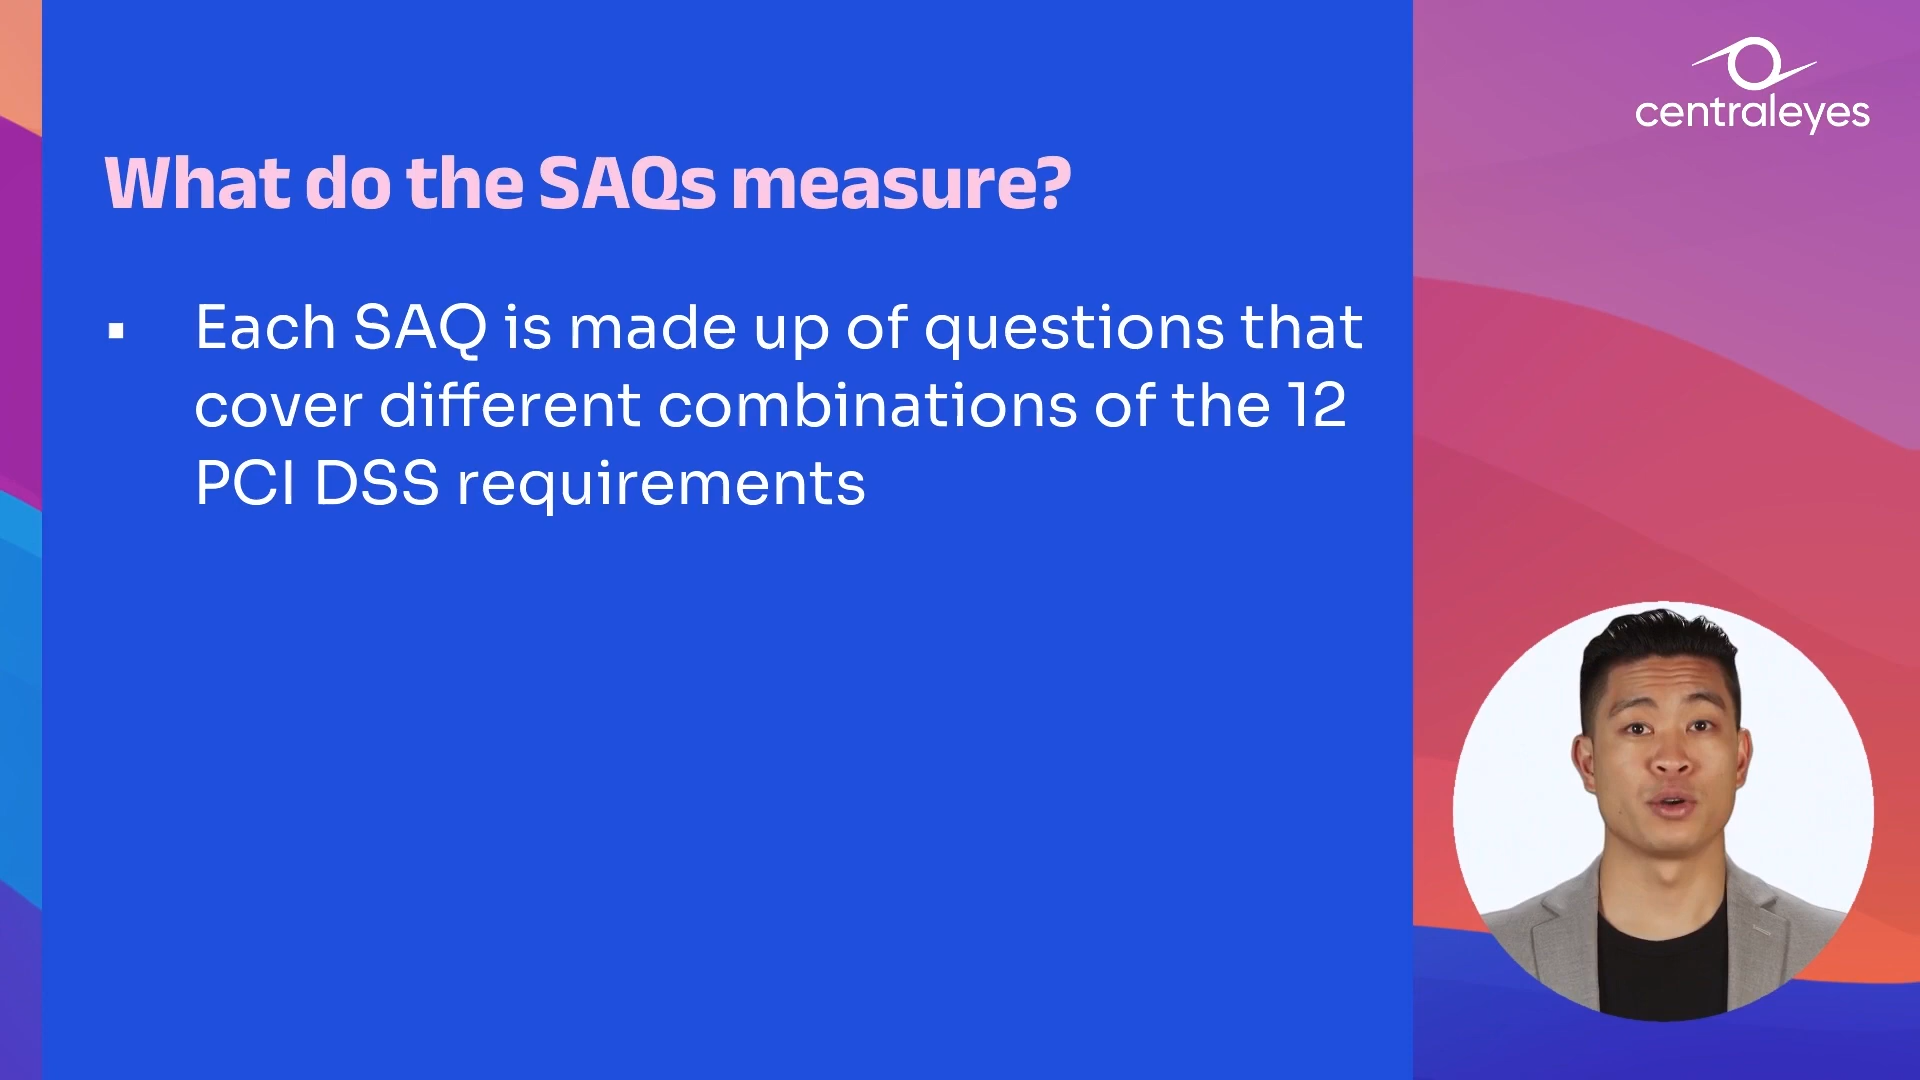 centraleyes
What do the SAQs measure?
▪ Each SAQ is made up of questions that
cover different combinations of the 12
PCI DSS requirements